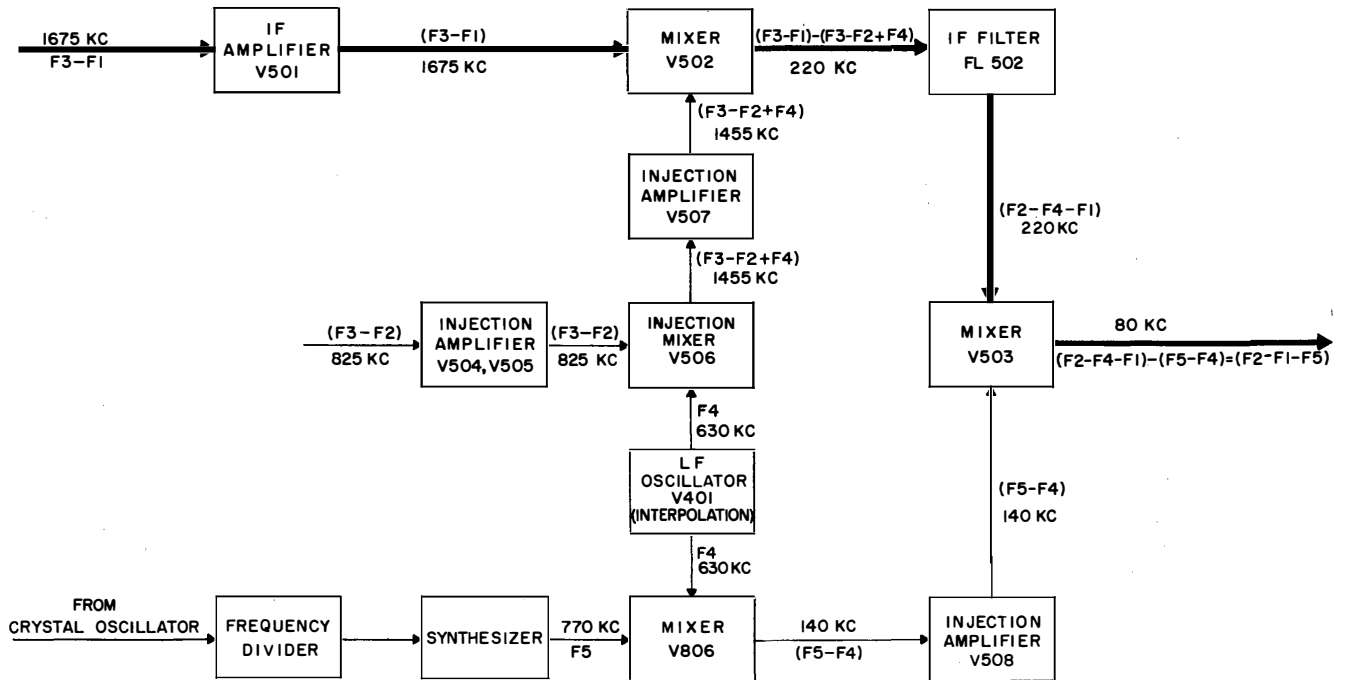 1675 KC
F3-F1
IF
AMPLIFIER
V501
(F3-F1)
1675 KC
MIXER
V502
(F3-F1)-(F3-F2+F4)
220 KC
IF FILTER
FL 502
(F3-F2+F4)
1455 KC
INJECTION
AMPLIFIER
V507
(F2-F4-F1)
220KC
(F3-F2+F4)
1455 KC
(F3-F2)
825 KC
INJECTION
AMPLIFIER
V504, V505
(F3-F2)
825 KC
INJECTION
MIXER
V506
MIXER
V503
80 KC
(F2-F4-F1)-(F5-F4)=(F2-F1-F5)
F4
630 KC
LF
OSCILLATOR
V401
(INTERPOLATION)
(F5-F4)
140 KC
F4
630KC
FROM
CRYSTAL OSCILLATOR
FREQUENCY
DIVIDER
SYNTHESIZER
770 KC
F5
MIXER
V806
140 KC
(F5-F4)
INJECTION
AMPLIFIER
V508